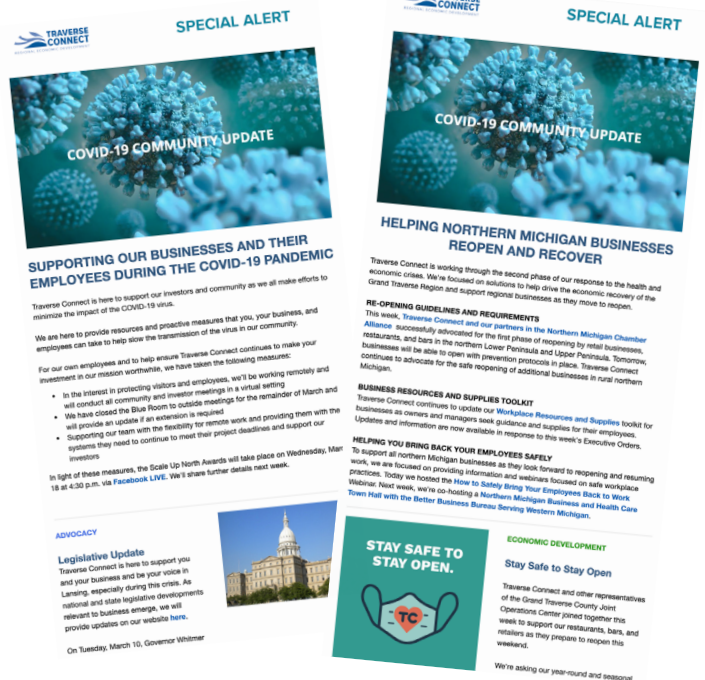 TRAVERSE
CONNECT
REGIONAL ECONOMIC DEVELOPMENT
SPECIAL ALERT
COVID-19 COMMUNITY UPDATE
SUPPORTING OUR BUSINESSES AND THEIR
EMPLOYEES DURING THE COVID-19 PANDEMIC
Traverse Connect is here to support our investors and community as we all make efforts to
minimize the impact of the COVID-19 virus.
We are here to provide resources and proactive measures that you, your business, and
employees can take to help slow the transmission of the virus in our community.
For our own employees and to help ensure Traverse Connect continues to make your
investment in our mission worthwhile, we have taken the following measures:
• In the interest in protecting visitors and employees, we'll be working remotely and
will conduct all community and investor meetings in a virtual setting
• We have closed the Blue Room to outside meetings for the remainder of March and
will provide an update if an extension is required
• Supporting our team with the flexibility for remote work and providing them with the
systems they need to continue to meet their project deadlines and support our
investors
In light of these measures, the Scale Up North Awards will take place on Wednesday, Mar
18 at 4:30 p.m. via Facebook LIVE. We'll share further details next week.
ADVOCACY
Legislative Update
Traverse Connect is here to support you
and your business and be your voice in
Lansing, especially during this crisis. As
national and state legislative developments
relevant to business emerge, we will
provide updates on our website here.
On Tuesday, March 10, Governor Whitmer
CONNECT
REGIONAL ECONOMIC DEVELOPMENT
SPECIAL ALERT
COVID-19 COMMUNITY UPDATE
HELPING NORTHERN MICHIGAN BUSINESSES
REOPEN AND RECOVER
Traverse Connect is working through the second phase of our response to the health and
economic crises. We're focused on solutions to help drive the economic recovery of the
Grand Traverse Region and support regional businesses as they move to reopen.
RE-OPENING GUIDELINES AND REQUIREMENTS
This week, Traverse Connect and our partners in the Northern Michigan Chamber
Alliance successfully advocated for the first phase of reopening by retail businesses,
restaurants, and bars in the northern Lower Peninsula and Upper Peninsula. Tomorrow,
businesses will be able to open with prevention protocols in place. Traverse Connect
continues to advocate for the safe reopening of additional businesses in rural northern
Michigan.
BUSINESS RESOURCES AND SUPPLIES TOOLKIT
Traverse Connect continues to update our Workplace Resources and Supplies toolkit for
businesses as owners and managers seek guidance and supplies for their employees.
Updates and information are now available in response to this week's Executive Orders.
HELPING YOU BRING BACK YOUR EMPLOYEES SAFELY
To support all northern Michigan businesses as they look forward to reopening and resuming
work, we are focused on providing information and webinars focused on safe workplace
practices. Today we hosted the How to Safely Bring Your Employees Back to Work
Webinar. Next week, we're co-hosting a Northern Michigan Business and Health Care
Town Hall with the Better Business Bureau Serving Western Michigan.
STAY SAFE TO
STAY OPEN.
TC
ECONOMIC DEVELOPMENT
Stay Safe to Stay Open
Traverse Connect and other representatives
of the Grand Traverse County Joint
Operations Center joined together this
week to support our restaurants, bars, and
retailers as they prepare to reopen this
weekend.
We're asking our year-round and seasonal